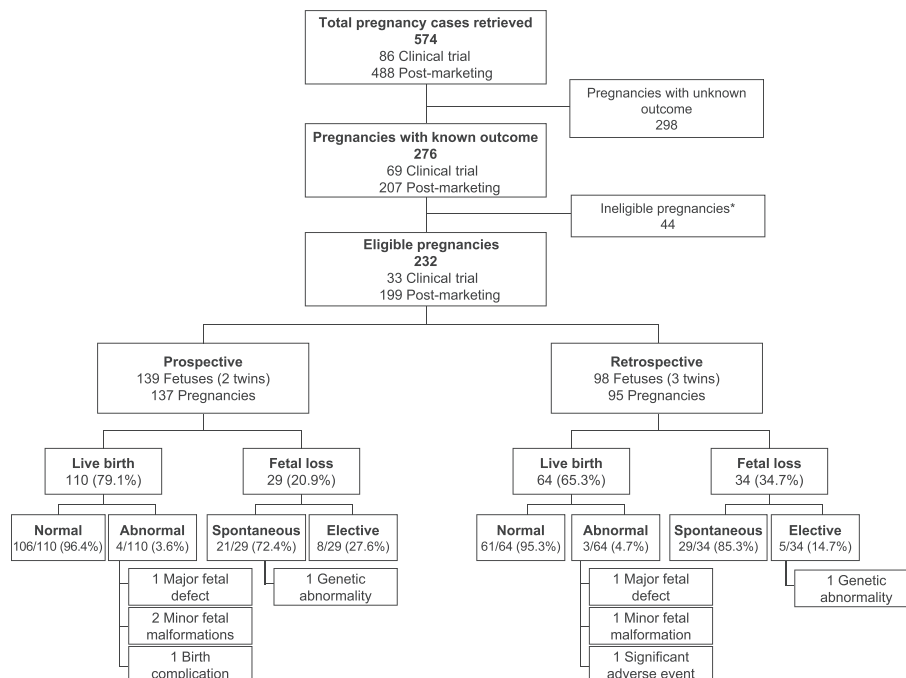 Total pregnancy cases retrieved
574
86 Clinical trial
488 Post-marketing
Pregnancies with unknown
outcome
298
Pregnancies with known outcome
276
69 Clinical trial
207 Post-marketing
Ineligible pregnancies*
44
Eligible pregnancies
232
33 Clinical trial
199 Post-marketing
Prospective
139 Fetuses (2 twins)
137 Pregnancies
Retrospective
98 Fetuses (3 twins)
95 Pregnancies
Live birth
110 (79.1%)
Fetal loss
29 (20.9%)
Live birth
64 (65.3%)
Fetal loss
34 (34.7%)
Normal
106/110 (96.4%)
Abnormal
4/110 (3.6%)
Spontaneous
21/29 (72.4%)
Elective
8/29 (27.6%)
Normal
61/64 (95.3%)
Abnormal
3/64 (4.7%)
Spontaneous
29/34 (85.3%)
Elective
5/34 (14.7%)
1 Major fetal
defect
2 Minor fetal
malformations
1 Birth
complication
1 Genetic
abnormality
1 Major fetal
defect
1 Minor fetal
malformation
1 Significant
adverse event
1 Genetic
abnormality